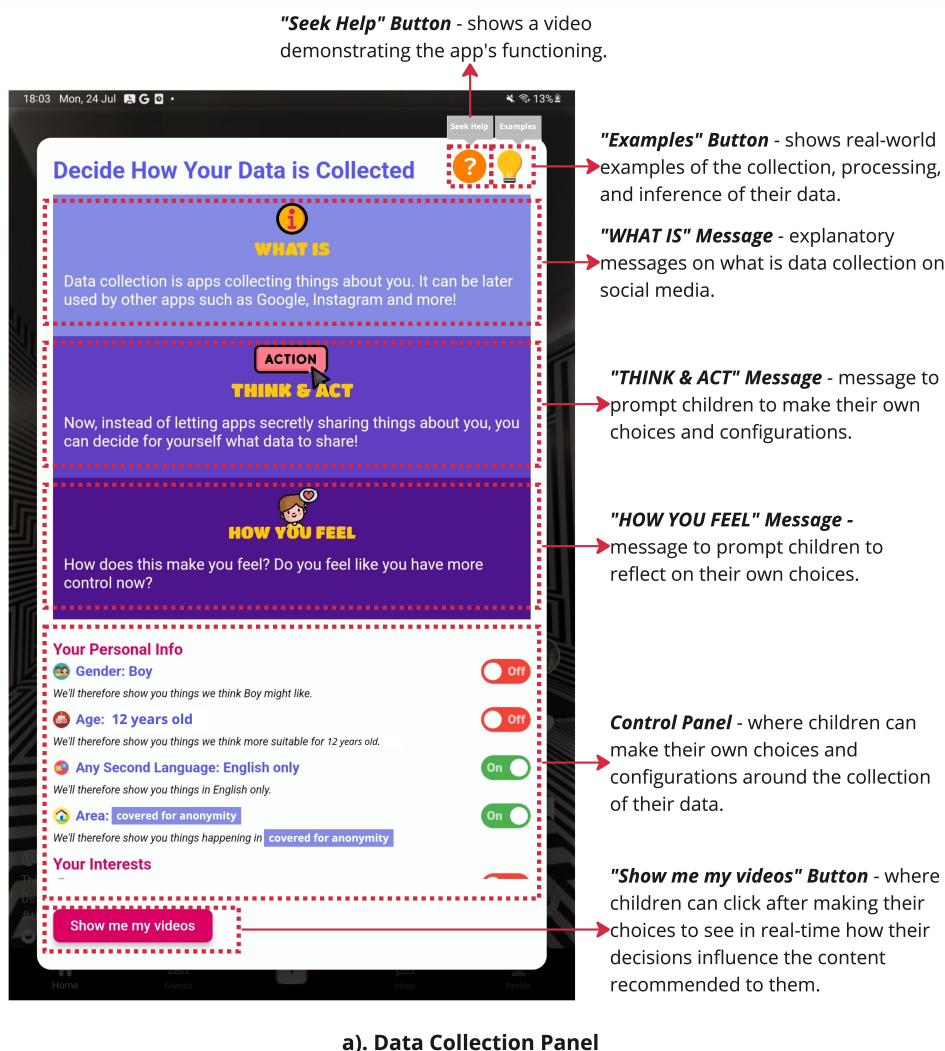 "Seek Help" Button - shows a video
demonstrating the app's functioning.
18:03 Mon, 24 Jul
13%
Seek Help
Examples
Decide How Your Data is Collected
?
"Examples" Button - shows real-world
examples of the collection, processing,
and inference of their data.
WHAT IS
Data collection is apps collecting things about you. It can be later
used by other apps such as Google, Instagram and more!
"WHAT IS" Message - explanatory
messages on what is data collection on
social media.
ACTION
THINK & ACT
Now, instead of letting apps secretly sharing things about you, you
can decide for yourself what data to share!
"THINK & ACT" Message - message to
prompt children to make their own
choices and configurations.
HOW YOU FEEL
How does this make you feel? Do you feel like you have more
control now?
"HOW YOU FEEL" Message -
message to prompt children to
reflect on their own choices.
Your Personal Info
Gender: Boy
Off
We'll therefore show you things we think Boy might like.
Age: 12 years old
Off
We'll therefore show you things we think more suitable for 12 years old.
Any Second Language: English only
On
We'll therefore show you things in English only.
Area: covered for anonymity
On
We'll therefore show you things happening in covered for anonymity
Your Interests
Control Panel - where children can
make their own choices and
configurations around the collection
of their data.
Show me my videos
"Show me my videos" Button - where
children can click after making their
choices to see in real-time how their
decisions influence the content
recommended to them.
Home
Friends
Inbox
Profile
a). Data Collection Panel